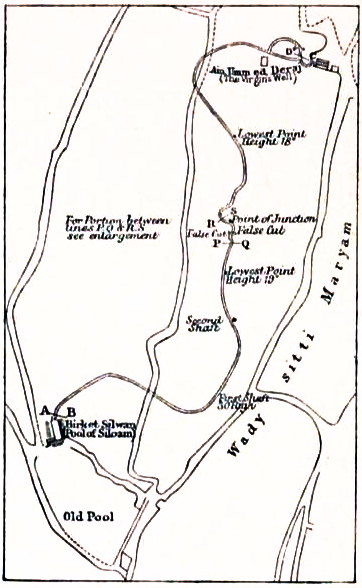 D
Ain Umm ed Deraj
(The Virgins Well)
Lowest Point
Height 18"
S
R
Point of Junction
False Cut
False Cut
P
Q
For Portion between
lines P.Q & R.S
see enlargement
Lowest Point
Height 19"
Second
Shaft
First Shaft
Sitti Maryam
Wady
A
B
Birket Silwan
(Pool of Siloam)
Old Pool